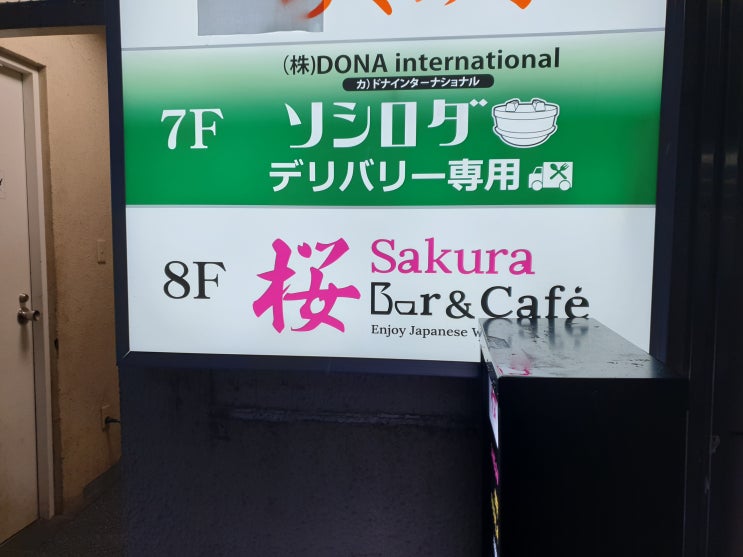 (株)DONA international
カ)ドナインターナショナル
7F ソシロダ
デリバリー専用
8F 桜 Sakura
Bar & Café
Enjoy Japanese